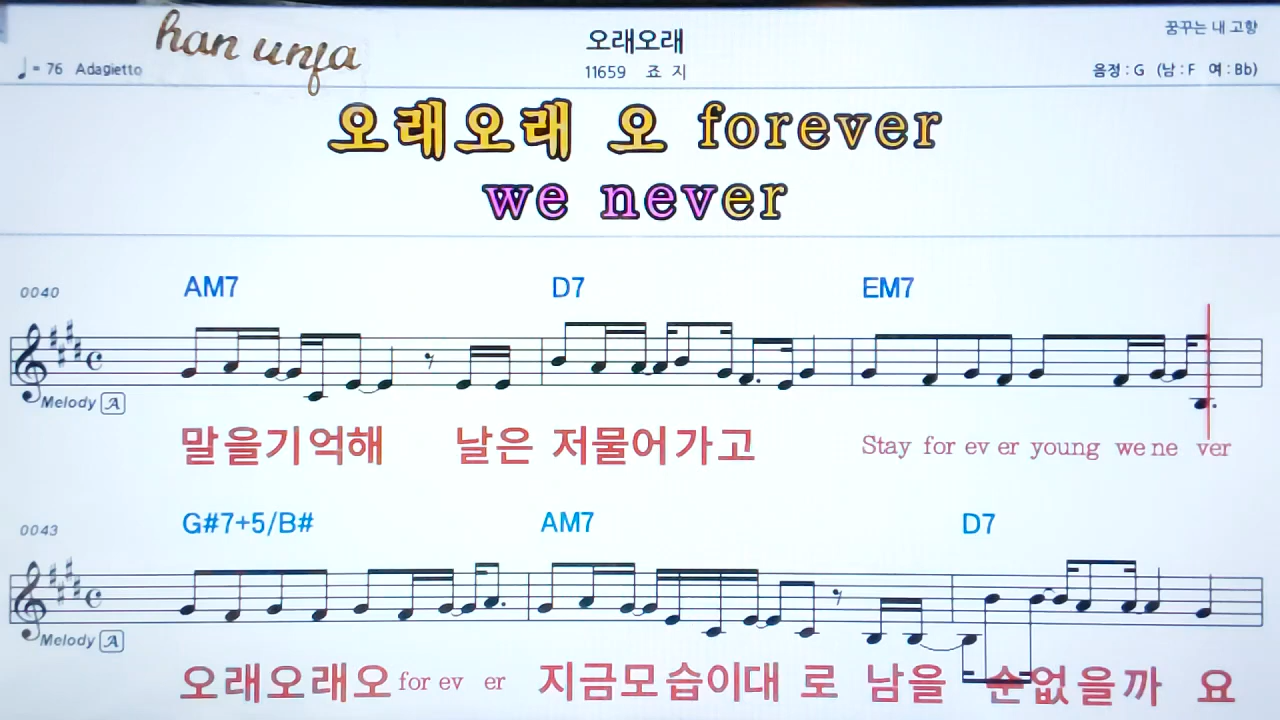 han unja
오래오래
꿈꾸는 내 고향
♩= 76 Adagietto
11659 죠 지
음정 : G (남 : F 여 : Bb)
오래오래 오 forever
we never
0040
AM7 D7 EM7
Melody A
말을기억해 날은 저물어가고 Stay for ev er young we ne ver
0043
G#7+5/B# AM7 D7
Melody A
오래오래오 for ev er 지금모습이대 로 남을 순없을까 요